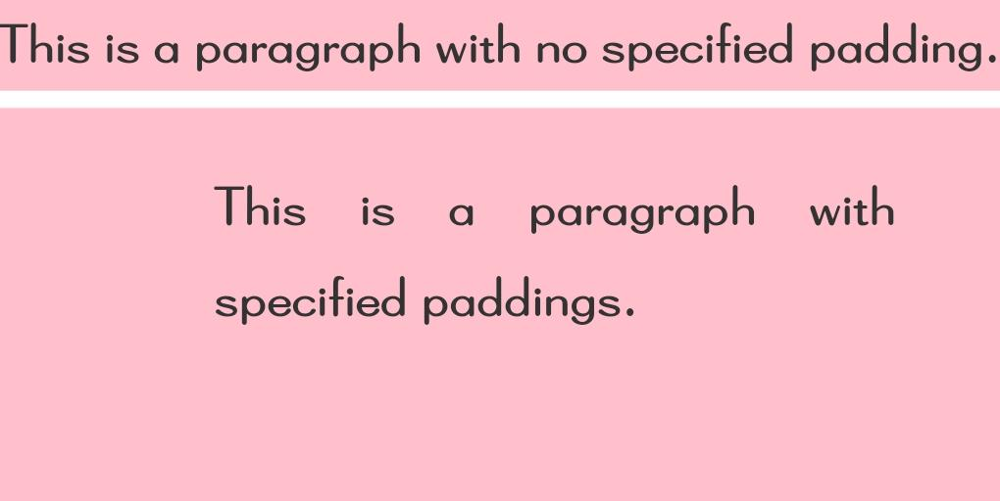 This is a paragraph with no specified padding.
This is a paragraph with
specified paddings.